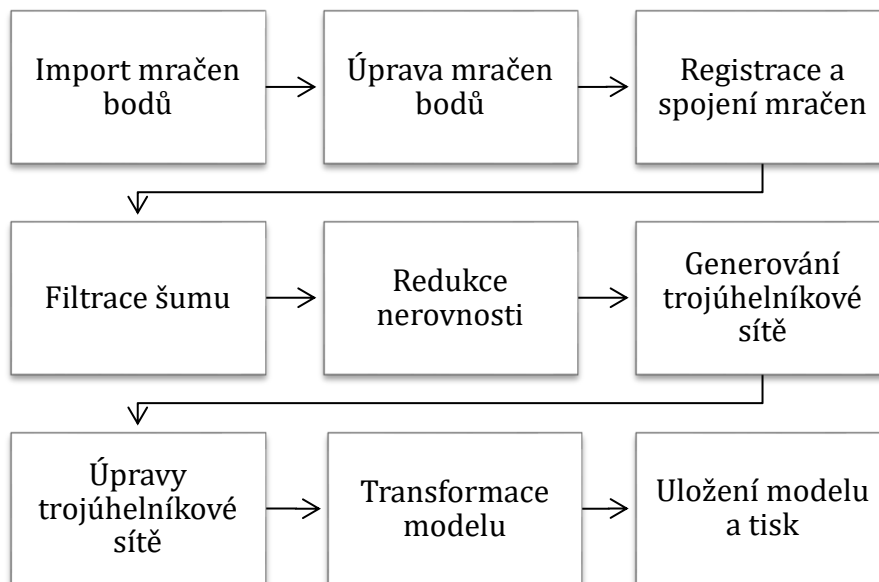 Import mračen
bodů
Úprava mračen
bodů
Registrace a
spojení mračen
Filtrace šumu
Redukce
nerovnosti
Generování
trojúhelníkové
sítě
Úpravy
trojúhelníkové
sítě
Transformace
modelu
Uložení modelu
a tisk